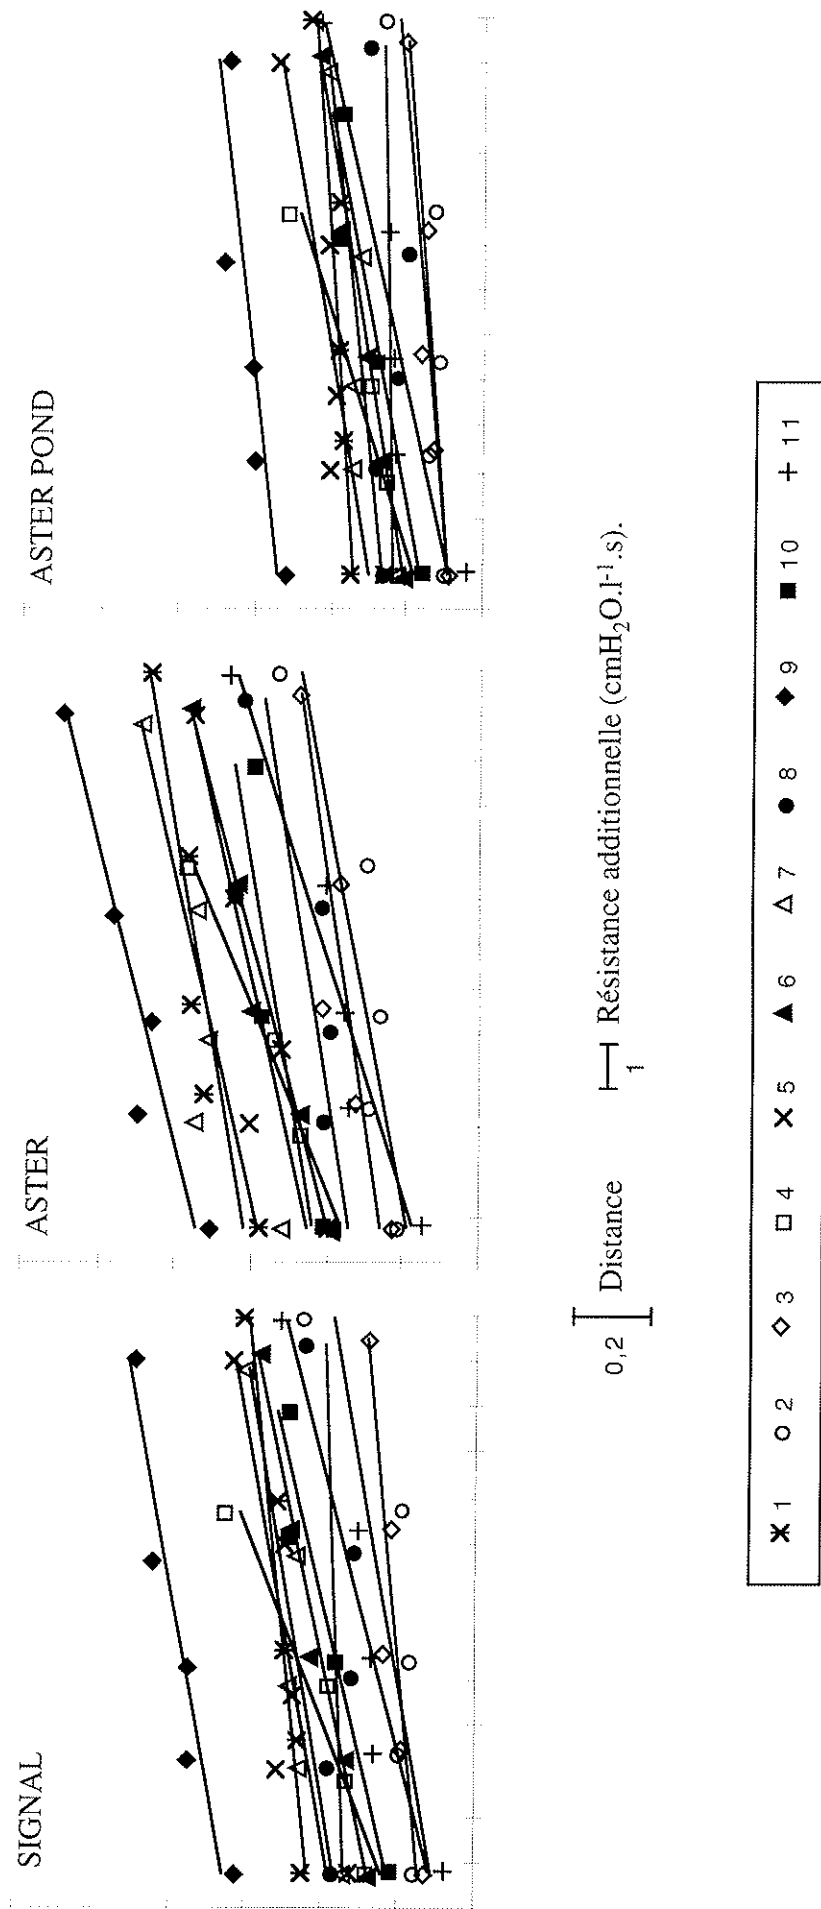 ASTER POND
ASTER
SIGNAL
0,2 Distance
1 Résistance additionnelle (cmH₂O.l⁻¹.s).
1 2 3 4 5 6 7 8 9 10 11